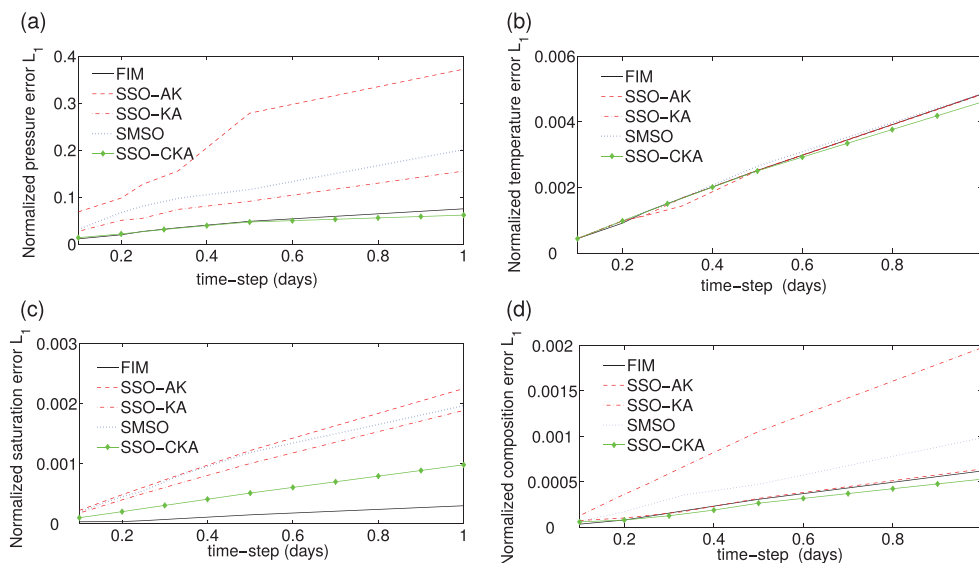 (a)
Normalized pressure error L1
0.4
0.3
0.2
0.1
0
FIM
SSO−AK
SSO−KA
SMSO
SSO−CKA
0.2
0.4
0.6
0.8
1
time−step (days)
(b)
Normalized temperature error L1
0.006
0.004
0.002
0
FIM
SSO−AK
SSO−KA
SMSO
SSO−CKA
0.2
0.4
0.6
0.8
1
time−step (days)
(c)
Normalized saturation error L1
0.003
0.002
0.001
0
FIM
SSO−AK
SSO−KA
SMSO
SSO−CKA
0.2
0.4
0.6
0.8
1
time−step (days)
(d)
Normalized composition error L1
0.002
0.0015
0.001
0.0005
0
FIM
SSO−AK
SSO−KA
SMSO
SSO−CKA
0.2
0.4
0.6
0.8
1
time−step (days)